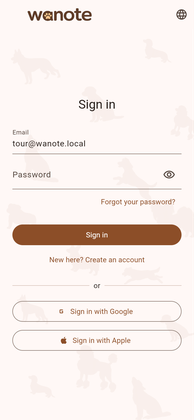 wanote
Sign in
Email
tour@wanote.local
Password
Forgot your password?
Sign in
New here? Create an account
or
G Sign in with Google
Sign in with Apple